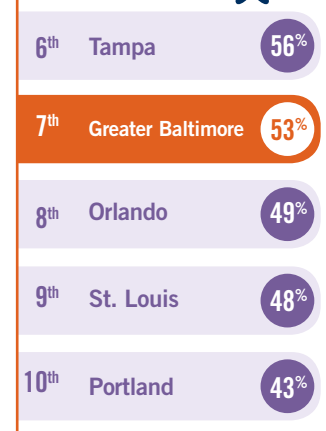 6th Tampa 56%
7th Greater Baltimore 53%
8th Orlando 49%
9th St. Louis 48%
10th Portland 43%